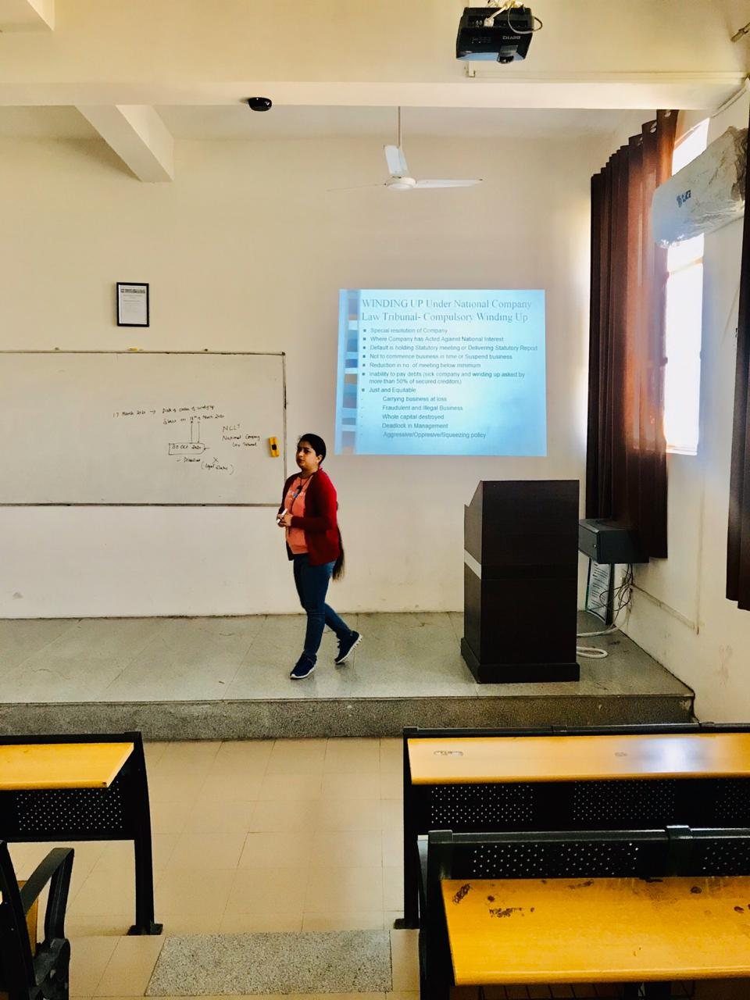 BENQ
WINDING UP Under National Company
Law Tribunal- Compulsory Winding Up
Special resolution of Company
Where Company has Acted Against National Interest
Default is holding Statutory meeting or Delivering Statutory Report
Not to commence business in time or Suspend business
Reduction in no. of meeting below minimum
Inability to pay debts (sick company and winding up asked by
more than 50% of secured creditors)
Just and Equitable
Carrying business at loss
Fraudulent and Illegal Business
Whole capital destroyed
Deadlock in Management
Aggressive/Oppresive/Squeezing policy
17 March 2020 → Date of order of winding up
March 2020
NCLT
National Company
Law Tribunal
30 Oct 2020
(Legal Status)